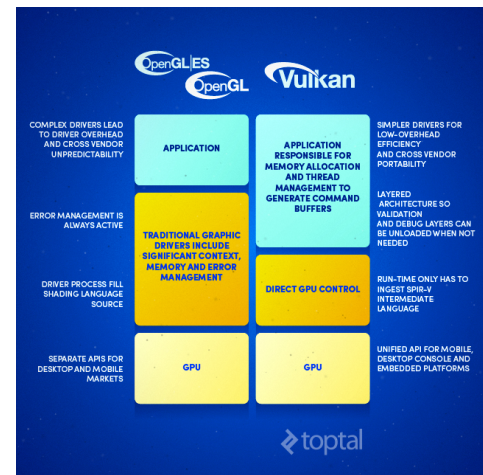 OpenGL|ES
OpenGL
Vulkan
COMPLEX DRIVERS LEAD
TO DRIVER OVERHEAD
AND CROSS VENDOR
UNPREDICTABILITY
ERROR MANAGEMENT IS
ALWAYS ACTIVE
DRIVER PROCESS FILL
SHADING LANGUAGE
SOURCE
SEPARATE APIS FOR
DESKTOP AND MOBILE
MARKETS
APPLICATION
TRADITIONAL GRAPHIC
DRIVERS INCLUDE
SIGNIFICANT CONTEXT,
MEMORY AND ERROR
MANAGEMENT
GPU
APPLICATION
RESPONSIBLE FOR
MEMORY ALLOCATION
AND THREAD
MANAGEMENT TO
GENERATE COMMAND
BUFFERS
DIRECT GPU CONTROL
GPU
SIMPLER DRIVERS FOR
LOW-OVERHEAD
EFFICIENCY
AND CROSS VENDOR
PORTABILITY
LAYERED
ARCHITECTURE SO
VALIDATION
AND DEBUG LAYERS CAN
BE UNLOADED WHEN NOT
NEEDED
RUN-TIME ONLY HAS TO
INGEST SPIR-V
INTERMEDIATE
LANGUAGE
UNIFIED API FOR MOBILE,
DESKTOP CONSOLE AND
EMBEDDED PLATFORMS
toptal